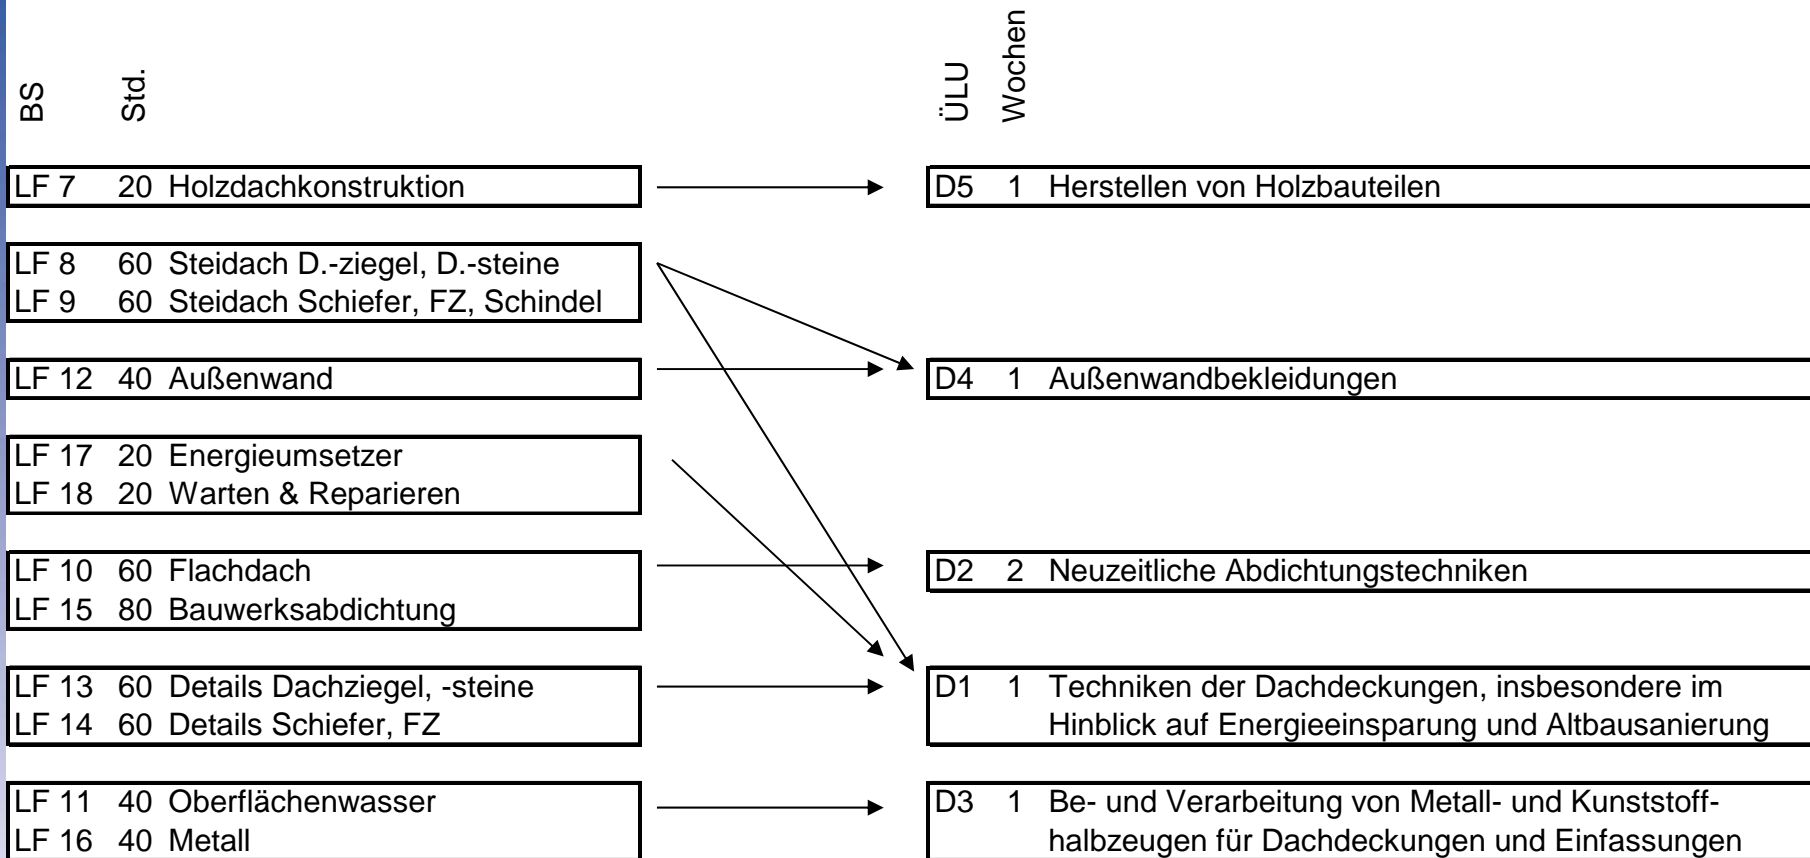 BS Std. ÜLU Wochen
LF 7 20 Holzdachkonstruktion D5 1 Herstellen von Holzbauteilen
LF 8 60 Steidach D.-ziegel, D.-steine
LF 9 60 Steidach Schiefer, FZ, Schindel
LF 12 40 Außenwand D4 1 Außenwandbekleidungen
LF 17 20 Energieumsetzer
LF 18 20 Warten & Reparieren
LF 10 60 Flachdach D2 2 Neuzeitliche Abdichtungstechniken
LF 15 80 Bauwerksabdichtung
LF 13 60 Details Dachziegel, -steine D1 1 Techniken der Dachdeckungen, insbesondere im
LF 14 60 Details Schiefer, FZ Hinblick auf Energieeinsparung und Altbausanierung
LF 11 40 Oberflächenwasser D3 1 Be- und Verarbeitung von Metall- und Kunststoff-
LF 16 40 Metall halbzeugen für Dachdeckungen und Einfassungen